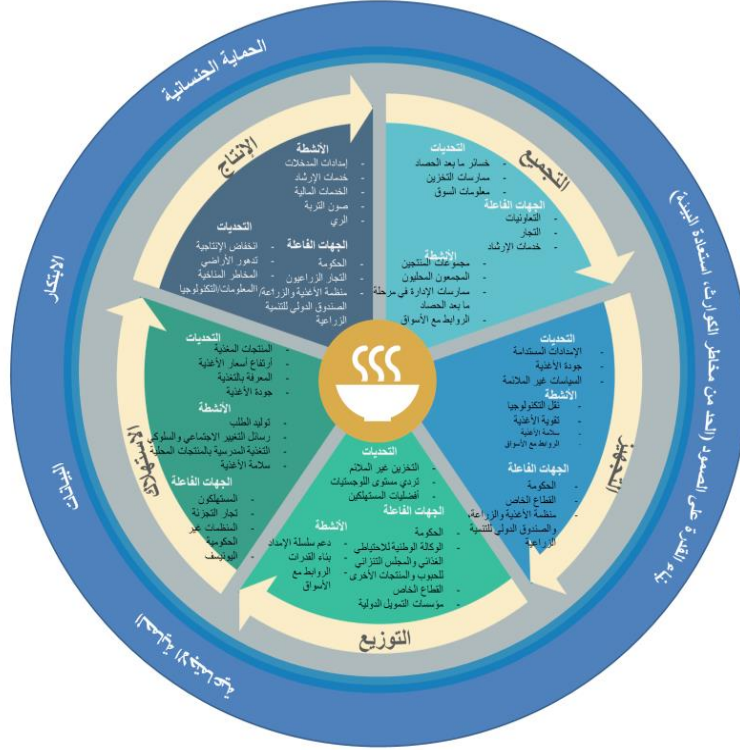 الحماية الجنسانية
الابتكار
البيانات
الحماية الاجتماعية
بناء القدرة على الصمود (الحد من مخاطر الكوارث، استعادة البيئة)
الإنتاج
الأنشطة
- إمدادات المدخلات
- خدمات الإرشاد
- الخدمات المالية
- صون التربة
- الري
الجهات الفاعلة
- الحكومة
- التجار الزراعيون
- منظمة الأغذية والزراعة/
الصندوق الدولي للتنمية
الزراعية
التحديات
- انخفاض الإنتاجية
- تدهور الأراضي
- المخاطر المناخية
- المعلومات/التكنولوجيا
التجميع
التحديات
- خسائر ما بعد الحصاد
- ممارسات التخزين
- معلومات السوق
الجهات الفاعلة
- التعاونيات
- التجار
- خدمات الإرشاد
الأنشطة
- مجموعات المنتجين
- المجمعون المحليون
- ممارسات الإدارة في مرحلة
ما بعد الحصاد
- الروابط مع الأسواق
التجهيز
التحديات
- الإمدادات المستدامة
- جودة الأغذية
- السياسات غير الملائمة
الأنشطة
- نقل التكنولوجيا
- تقوية الأغذية
- سلامة الأغذية
- الروابط مع الأسواق
الجهات الفاعلة
- الحكومة
- القطاع الخاص
- منظمة الأغذية والزراعة،
والصندوق الدولي للتنمية
الزراعية
التوزيع
التحديات
- التخزين غير الملائم
- تردي مستوى اللوجستيات
- أفضليات المستهلكين
الجهات الفاعلة
- الحكومة
- الوكالة الوطنية للاحتياطي
الغذائي والمجلس التنزاني
للحبوب والمنتجات الأخرى
- القطاع الخاص
- مؤسسات التمويل الدولية
الأنشطة
- دعم سلسلة الإمداد
- بناء القدرات
- الروابط مع
الأسواق
الاستهلاك
التحديات
- المنتجات المغذية
- أرتفاع أسعار الأغذية
- المعرفة بالتغذية
- جودة الأغذية
الأنشطة
- توليد الطلب
- رسائل التغيير الاجتماعي والسلوكي
- التغذية المدرسية بالمنتجات المحلية
- سلامة الأغذية
الجهات الفاعلة
- المستهلكون
- تجار التجزئة
- المنظمات غير
الحكومية
- اليونيسف